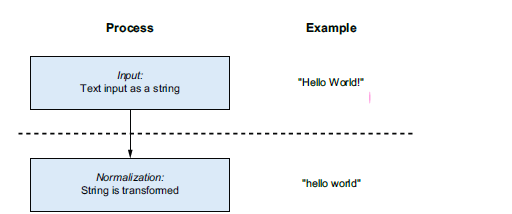 Process Example
Input:
Text input as a string
"Hello World!"
Normalization:
String is transformed
"hello world"